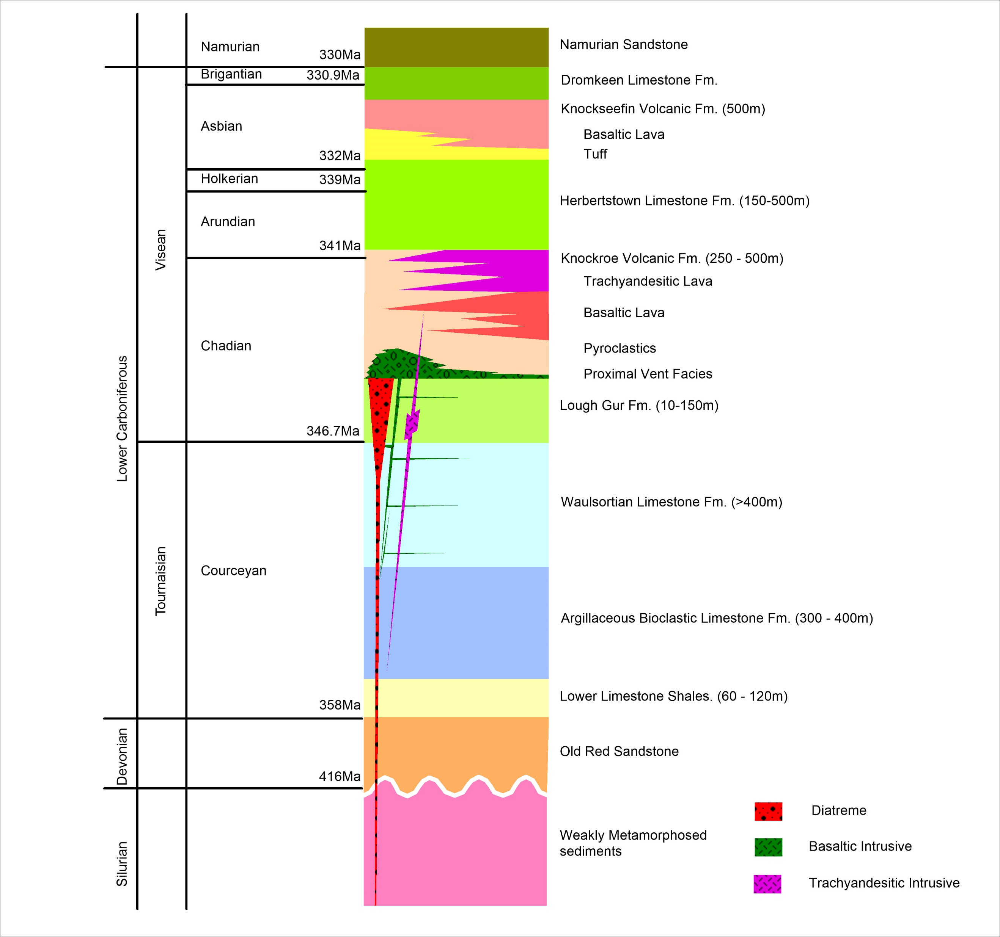 Namurian
330Ma
Namurian Sandstone
Brigantian
330.9Ma
Dromkeen Limestone Fm.
Knockseefin Volcanic Fm. (500m)
Asbian
Basaltic Lava
332Ma
Tuff
Holkerian
339Ma
Herbertstown Limestone Fm. (150-500m)
Arundian
341Ma
Visean
Knockroe Volcanic Fm. (250 - 500m)
Trachyandesitic Lava
Basaltic Lava
Chadian
Pyroclastics
Proximal Vent Facies
Lower Carboniferous
Lough Gur Fm. (10-150m)
346.7Ma
Waulsortian Limestone Fm. (>400m)
Tournaisian
Courceyan
Argillaceous Bioclastic Limestone Fm. (300 - 400m)
358Ma
Lower Limestone Shales. (60 - 120m)
Devonian
Old Red Sandstone
416Ma
Silurian
Weakly Metamorphosed
sediments
Diatreme
Basaltic Intrusive
Trachyandesitic Intrusive